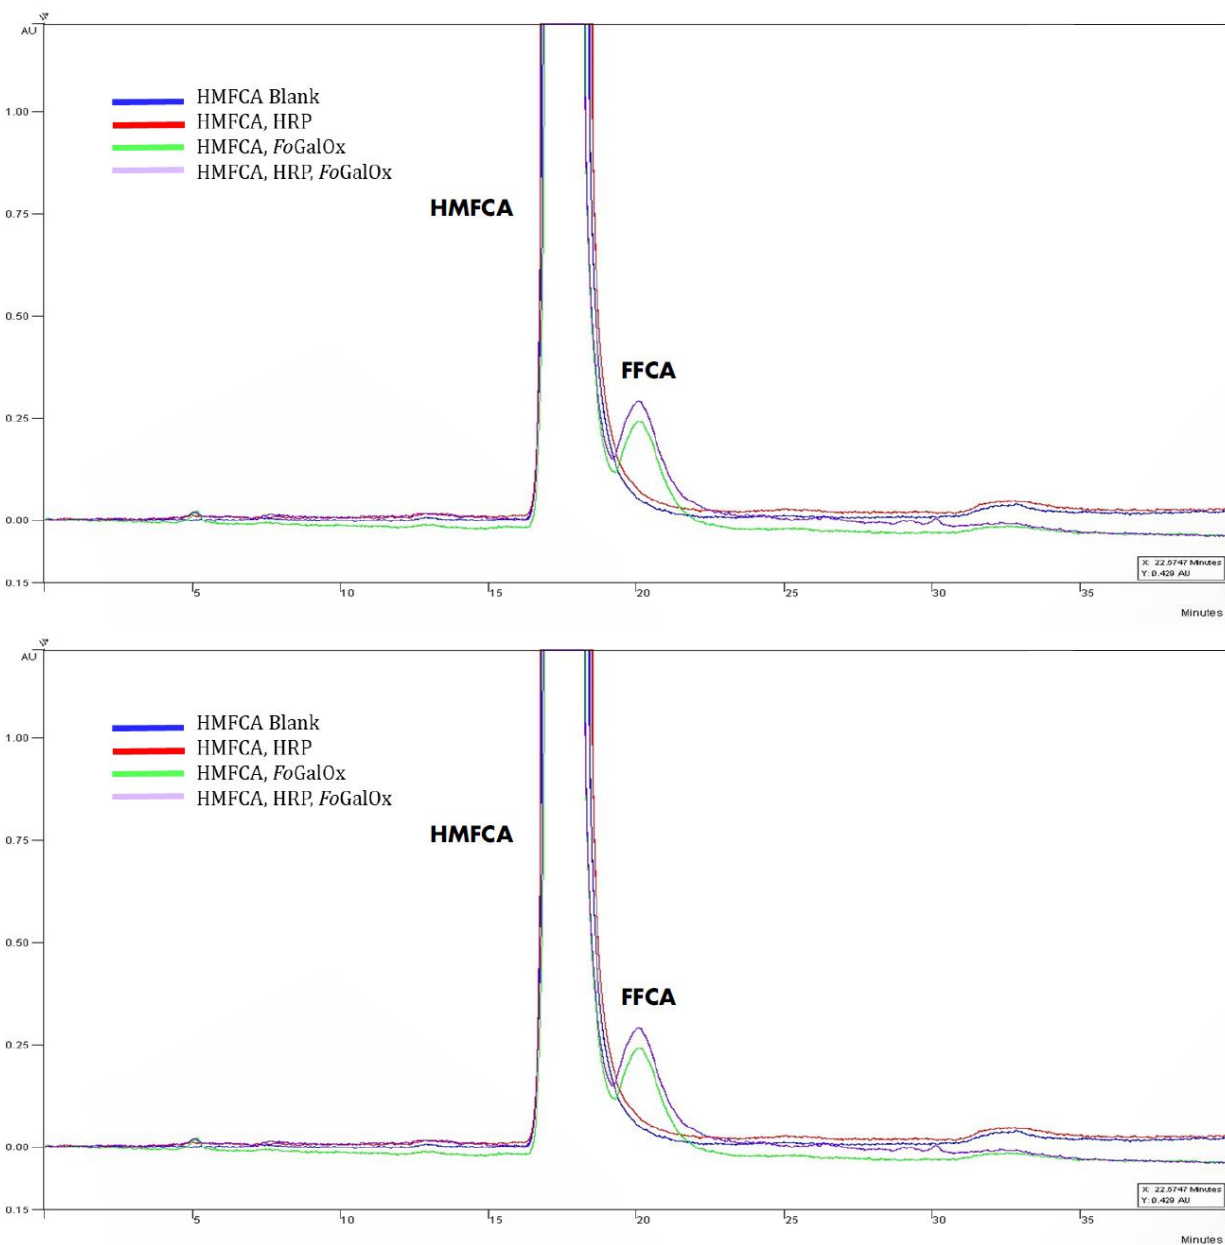 AU
HMFCA Blank
1.00
HMFCA, HRP
HMFCA, FoGalOx
HMFCA, HRP, FoGalOx
HMFCA
0.75
0.50
FFCA
0.25
0.00
X: 22.5747 Minutes
Y: 0.429 AU
0.15
5 10 15 20 25 30 35
Minutes
AU
HMFCA Blank
1.00
HMFCA, HRP
HMFCA, FoGalOx
HMFCA, HRP, FoGalOx
HMFCA
0.75
0.50
FFCA
0.25
0.00
X: 22.5747 Minutes
Y: 0.429 AU
0.15
5 10 15 20 25 30 35
Minutes